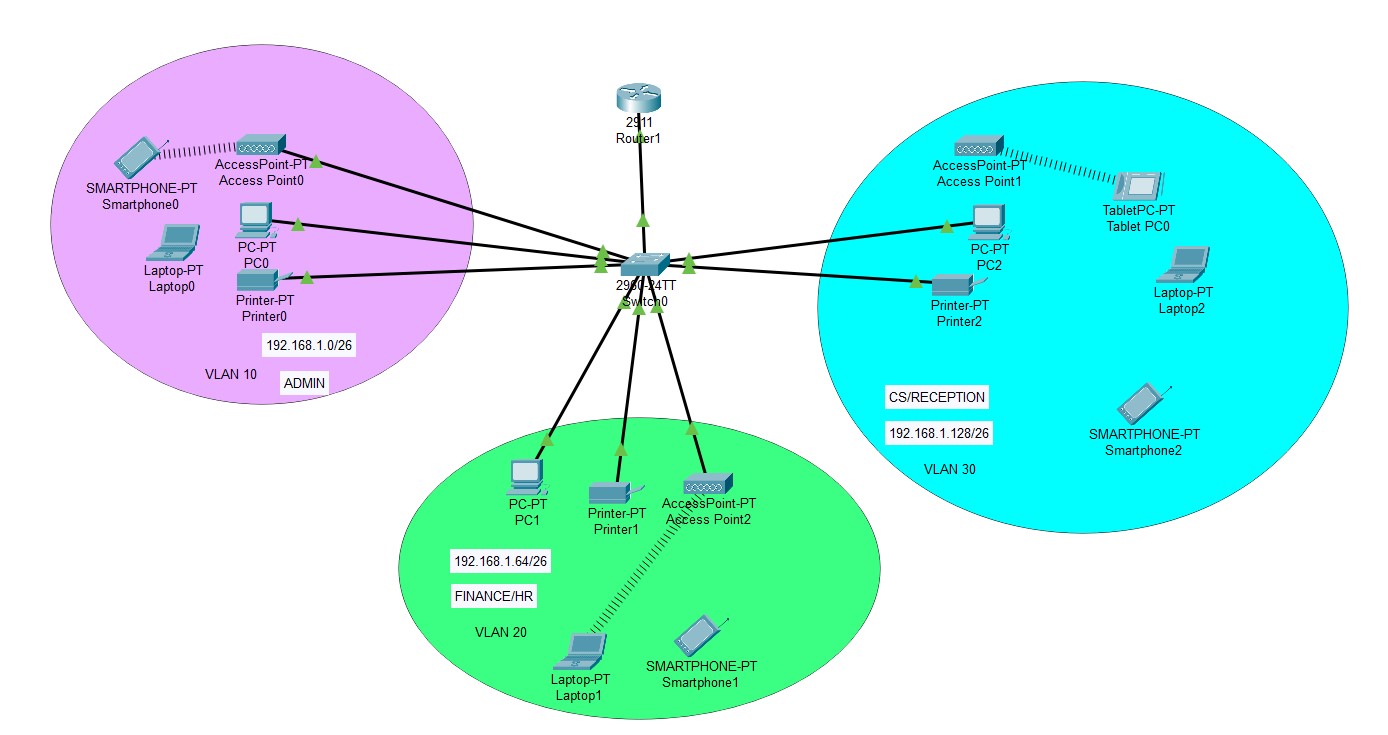 2911
Router1
AccessPoint-PT
Access Point0
SMARTPHONE-PT
Smartphone0
PC-PT
PC0
Laptop-PT
Laptop0
Printer-PT
Printer0
192.168.1.0/26
VLAN 10
ADMIN
2960-24TT
Switch0
AccessPoint-PT
Access Point1
TabletPC-PT
Tablet PC0
PC-PT
PC2
Laptop-PT
Laptop2
Printer-PT
Printer2
CS/RECEPTION
192.168.1.128/26
VLAN 30
SMARTPHONE-PT
Smartphone2
PC-PT
PC1
Printer-PT
Printer1
AccessPoint-PT
Access Point2
192.168.1.64/26
FINANCE/HR
VLAN 20
Laptop-PT
Laptop1
SMARTPHONE-PT
Smartphone1